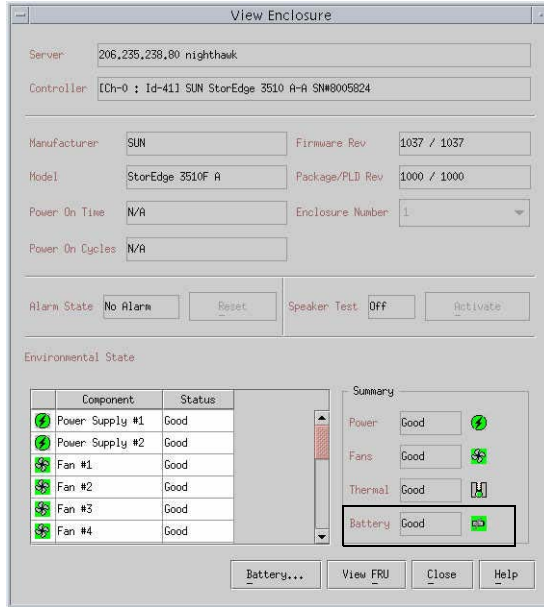 View Enclosure
Server 206.235.238.80 nighthawk
Controller [Ch-0 : Id-41] SUN StorEdge 3510 A-A SN#8005824
Manufacturer SUN Firmware Rev 1037 / 1037
Model StorEdge 3510F A Package/PLD Rev 1000 / 1000
Power On Time N/A Enclosure Number 1
Power On Cycles N/A
Alarm State No Alarm Reset Speaker Test Off Activate
Environmental State
Component Status
Power Supply #1 Good
Power Supply #2 Good
Fan #1 Good
Fan #2 Good
Fan #3 Good
Fan #4 Good
Summary
Power Good
Fans Good
Thermal Good
Battery Good
Battery... View FRU Close Help